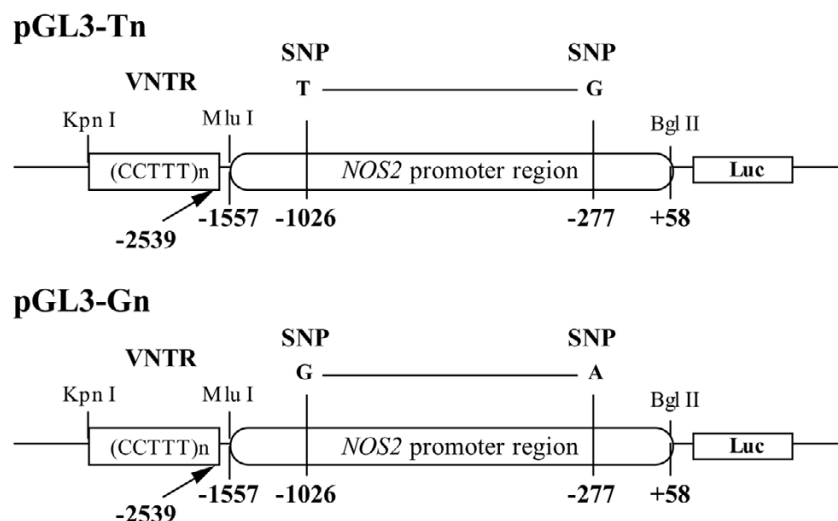 pGL3-Tn
SNP SNP
VNTR T G
Kpn I Mlu I Bgl II
(CCTTT)n NOS2 promoter region Luc
-1557 -1026 -277 +58
-2539
pGL3-Gn
SNP SNP
VNTR G A
Kpn I Mlu I Bgl II
(CCTTT)n NOS2 promoter region Luc
-1557 -1026 -277 +58
-2539